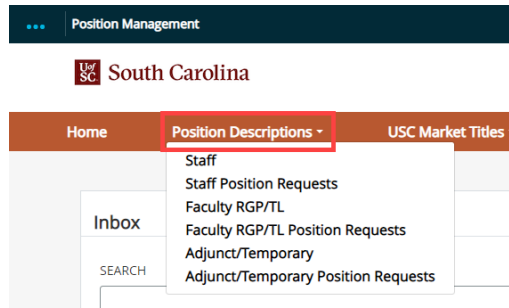 Position Management
UofSC South Carolina
Home Position Descriptions USC Market Titles
Staff
Staff Position Requests
Faculty RGP/TL
Faculty RGP/TL Position Requests
Adjunct/Temporary
Adjunct/Temporary Position Requests
Inbox
SEARCH